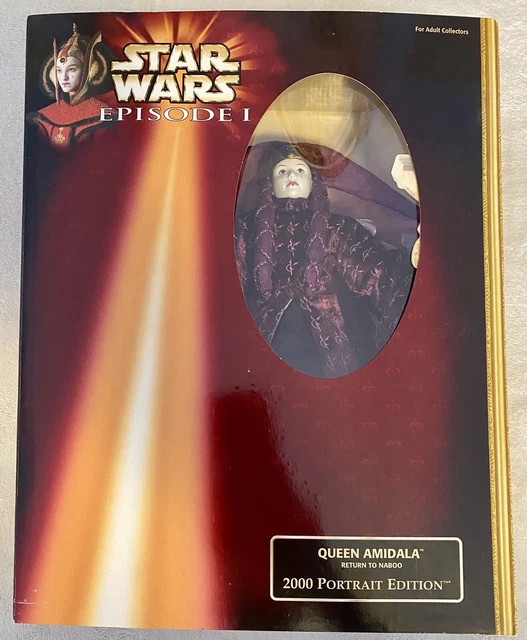 For Adult Collectors
STAR
WARS
EPISODE I
QUEEN AMIDALA™
RETURN TO NABOO
2000 PORTRAIT EDITION™